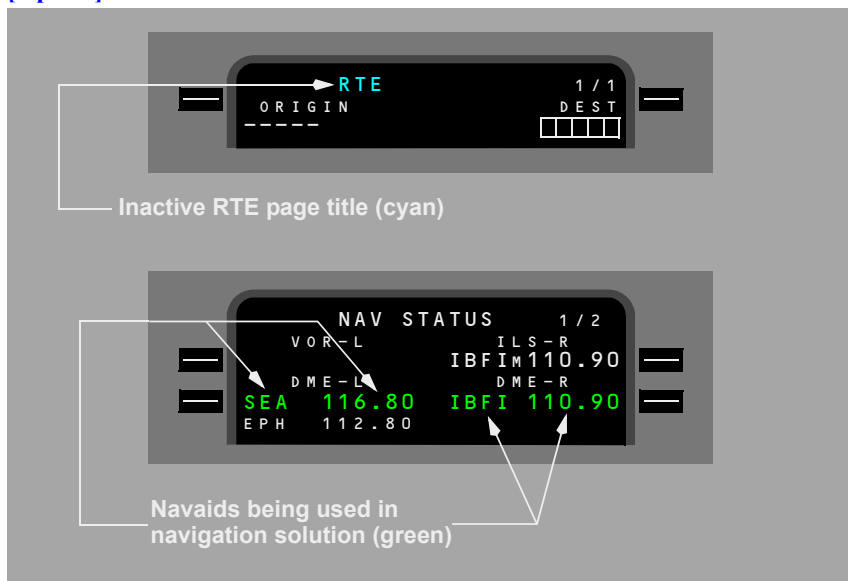 RTE 1/1
ORIGIN DEST
-----
Inactive RTE page title (cyan)
NAV STATUS 1/2
VOR-L ILS-R
IBFIM110.90
DME-L DME-R
SEA 116.80 IBFI 110.90
EPH 112.80
Navaids being used in
navigation solution (green)